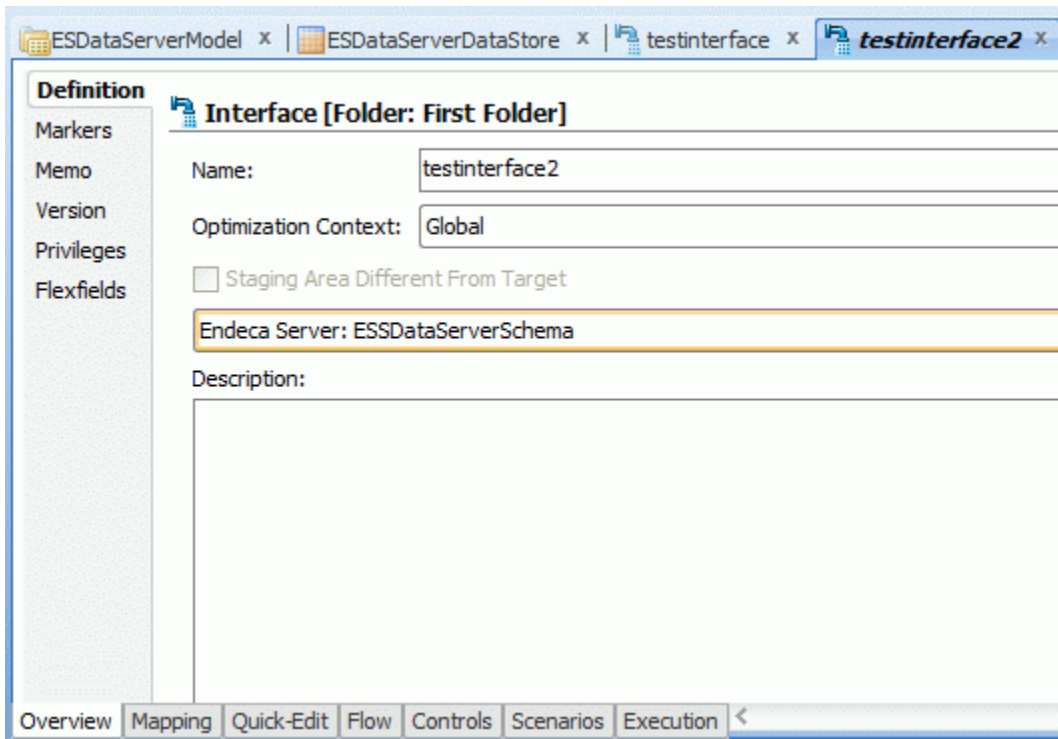 ESDataServerModel x ESDataServerDataStore x testinterface x testinterface2 x
Definition
Markers
Memo
Version
Privileges
Flexfields
Interface [Folder: First Folder]
Name: testinterface2
Optimization Context: Global
Staging Area Different From Target
Endeca Server: ESSDataServerSchema
Description:
Overview Mapping Quick-Edit Flow Controls Scenarios Execution <